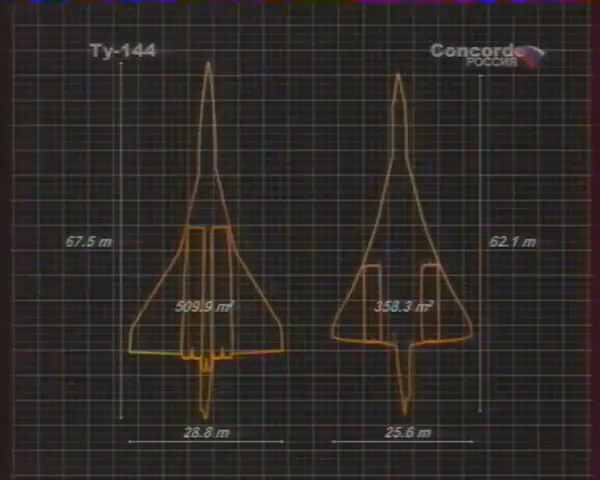 Ту-144
Concorde
РОССИЯ
67.5 m
62.1 m
509.9 m²
358.3 m²
28.8 m
25.6 m